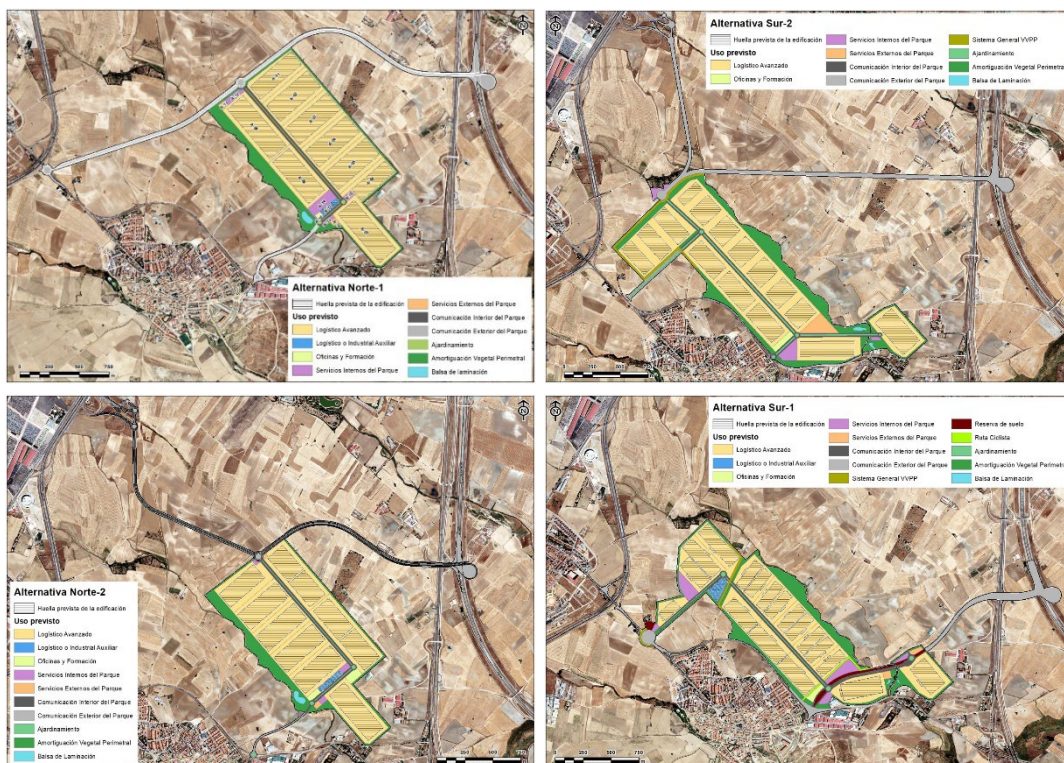 Alternativa Norte-1
Huella prevista de la edificación
Uso previsto
Logístico Avanzado
Logístico o Industrial Auxiliar
Oficinas y Formación
Servicios Internos del Parque
Servicios Externos del Parque
Comunicación Interior del Parque
Comunicación Exterior del Parque
Ajardinamiento
Amortiguación Vegetal Perimetral
Balsa de laminación
N
Alternativa Sur-2
Huella prevista de la edificación
Uso previsto
Logístico Avanzado
Oficinas y Formación
Servicios Internos del Parque
Servicios Externos del Parque
Comunicación Interior del Parque
Comunicación Exterior del Parque
Sistema General VVPP
Ajardinamiento
Amortiguación Vegetal Perimetra
Balsa de Laminación
N
Alternativa Norte-2
Huella prevista de la edificación
Uso previsto
Logístico Avanzado
Logístico o Industrial Auxiliar
Oficinas y Formación
Servicios Internos del Parque
Servicios Externos del Parque
Comunicación Interior del Parque
Comunicación Exterior del Parque
Ajardinamiento
Amortiguación Vegetal Perimetral
Balsa de Laminación
N
Alternativa Sur-1
Huella prevista de la edificación
Uso previsto
Logístico Avanzado
Logístico o Industrial Auxiliar
Oficinas y Formación
Servicios Internos del Parque
Servicios Externos del Parque
Comunicación Interior del Parque
Comunicación Exterior del Parque
Sistema General VVPP
Reserva de suelo
Ruta Ciclista
Ajardinamiento
Amortiguación Vegetal Perimetra
Balsa de Laminación
N